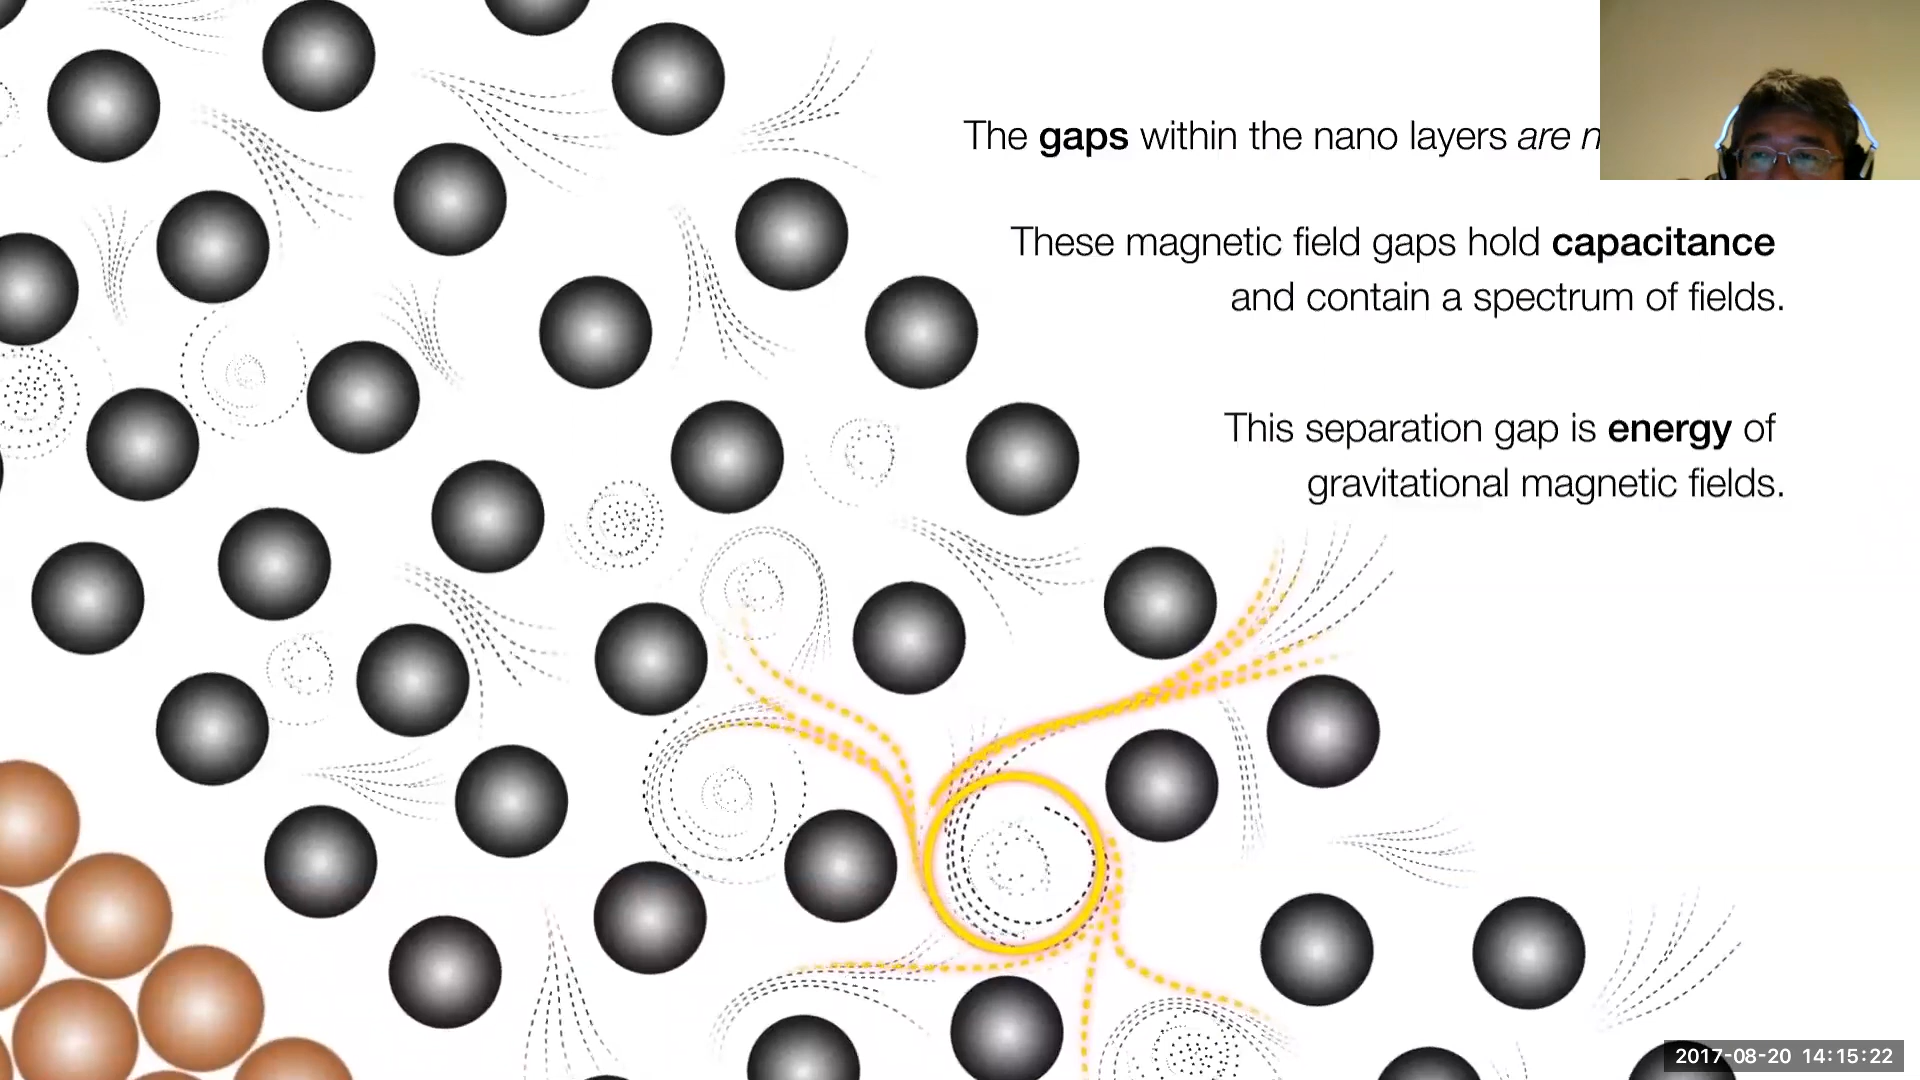 The gaps within the nano layers are n
These magnetic field gaps hold capacitance
and contain a spectrum of fields.
This separation gap is energy of
gravitational magnetic fields.
2017-08-20 14:15:22